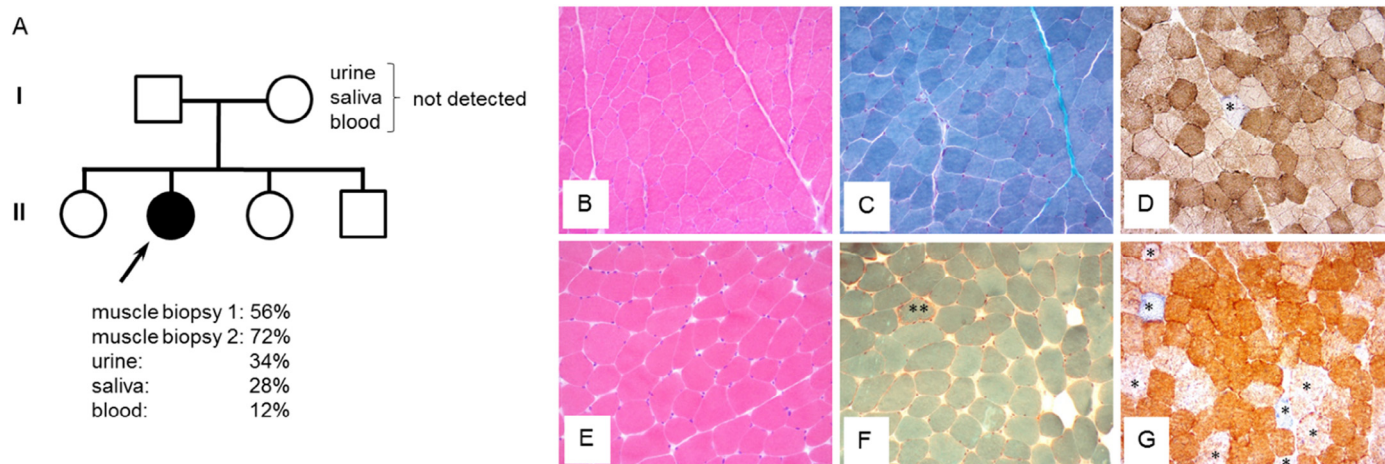 A
I
urine
saliva
blood
not detected
II
muscle biopsy 1: 56%
muscle biopsy 2: 72%
urine: 34%
saliva: 28%
blood: 12%
B
C
*
D
E
**
F
*
*
*
*
*
*
*
*
G